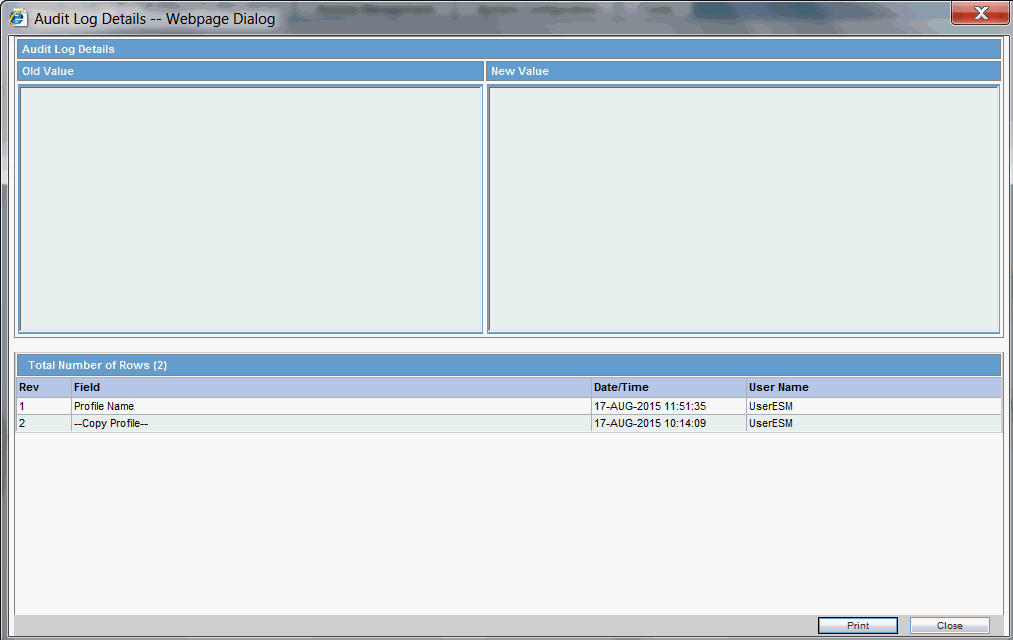 Audit Log Details -- Webpage Dialog
X
Audit Log Details
Old Value New Value
Total Number of Rows (2)
Rev Field Date/Time User Name
1 Profile Name 17-AUG-2015 11:51:35 UserESM
2 --Copy Profile-- 17-AUG-2015 10:14:09 UserESM
Print Close